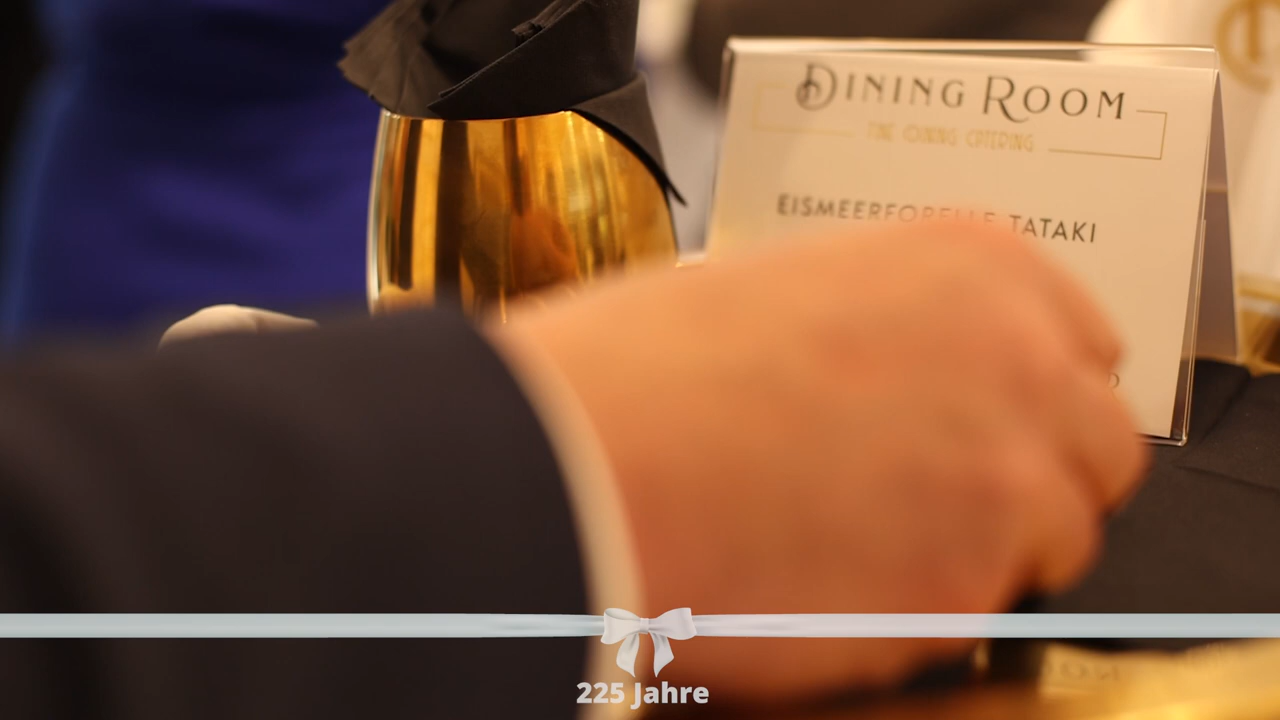 DINING ROOM
FINE DINING CATERING
EISMEERFORELLE TATAKI
225 Jahre